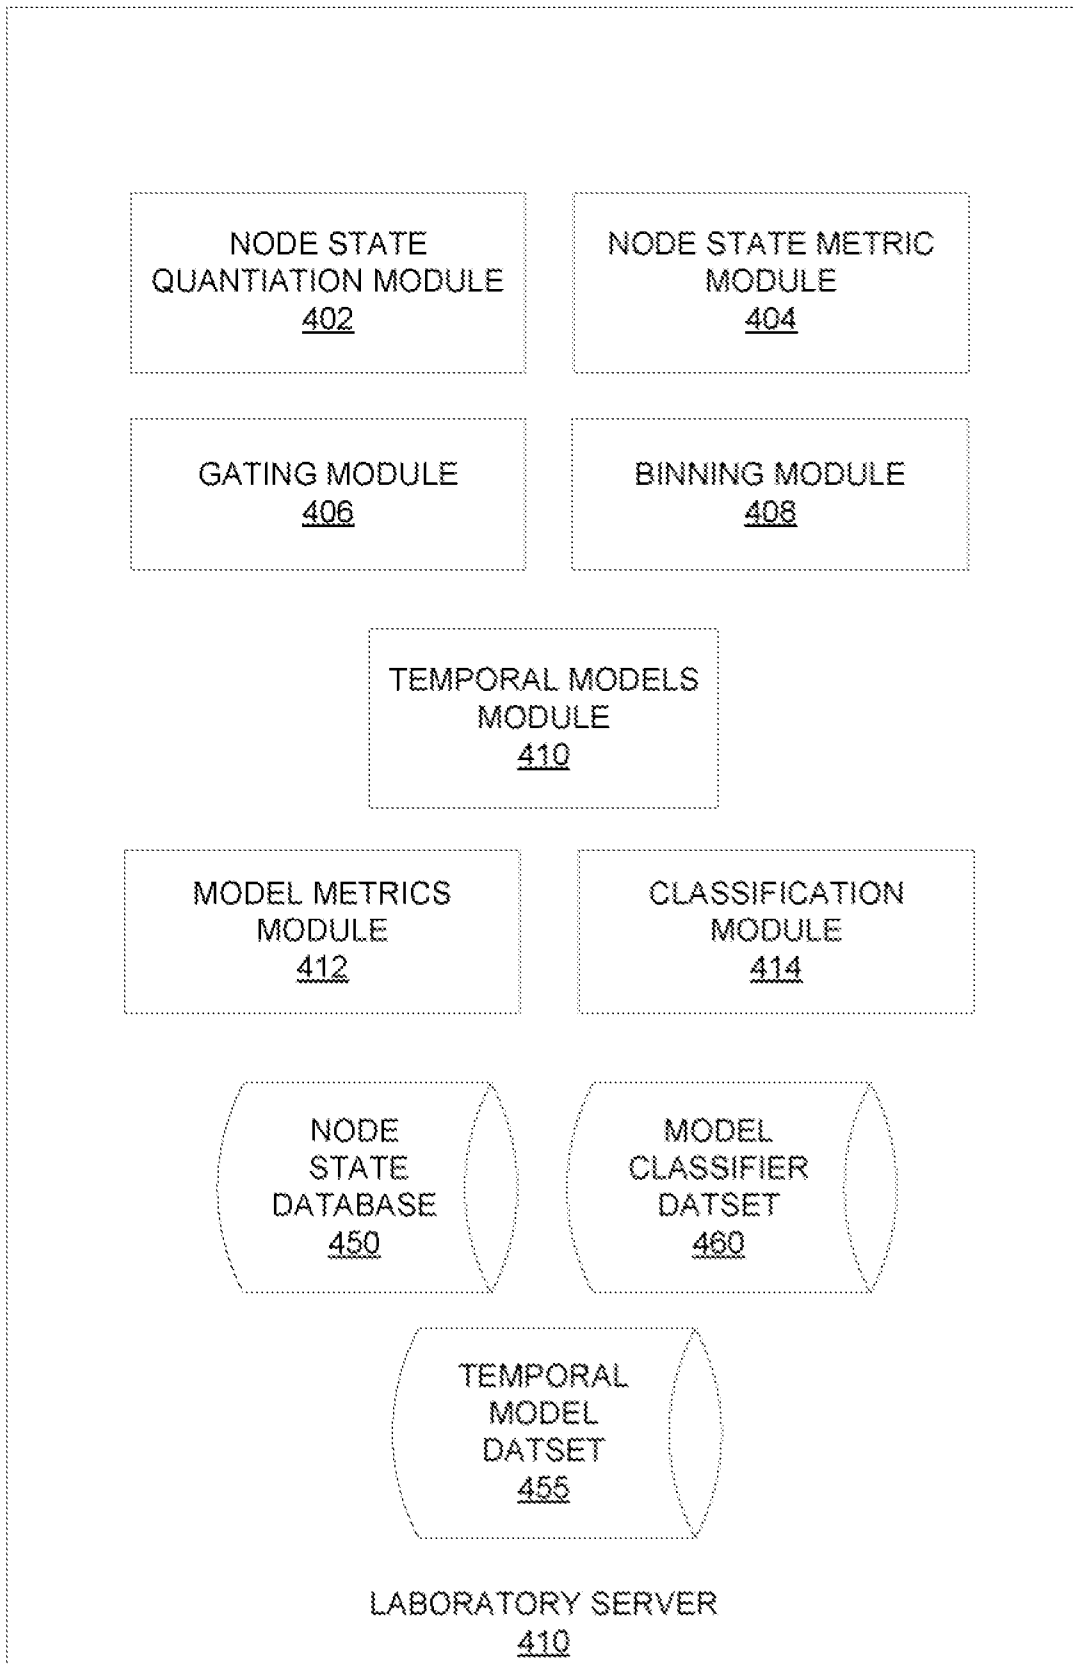 NODE STATE
QUANTIATION MODULE
402
NODE STATE METRIC
MODULE
404
GATING MODULE
406
BINNING MODULE
408
TEMPORAL MODELS
MODULE
410
MODEL METRICS
MODULE
412
CLASSIFICATION
MODULE
414
NODE
STATE
DATABASE
450
MODEL
CLASSIFIER
DATSET
460
TEMPORAL
MODEL
DATSET
455
LABORATORY SERVER
410